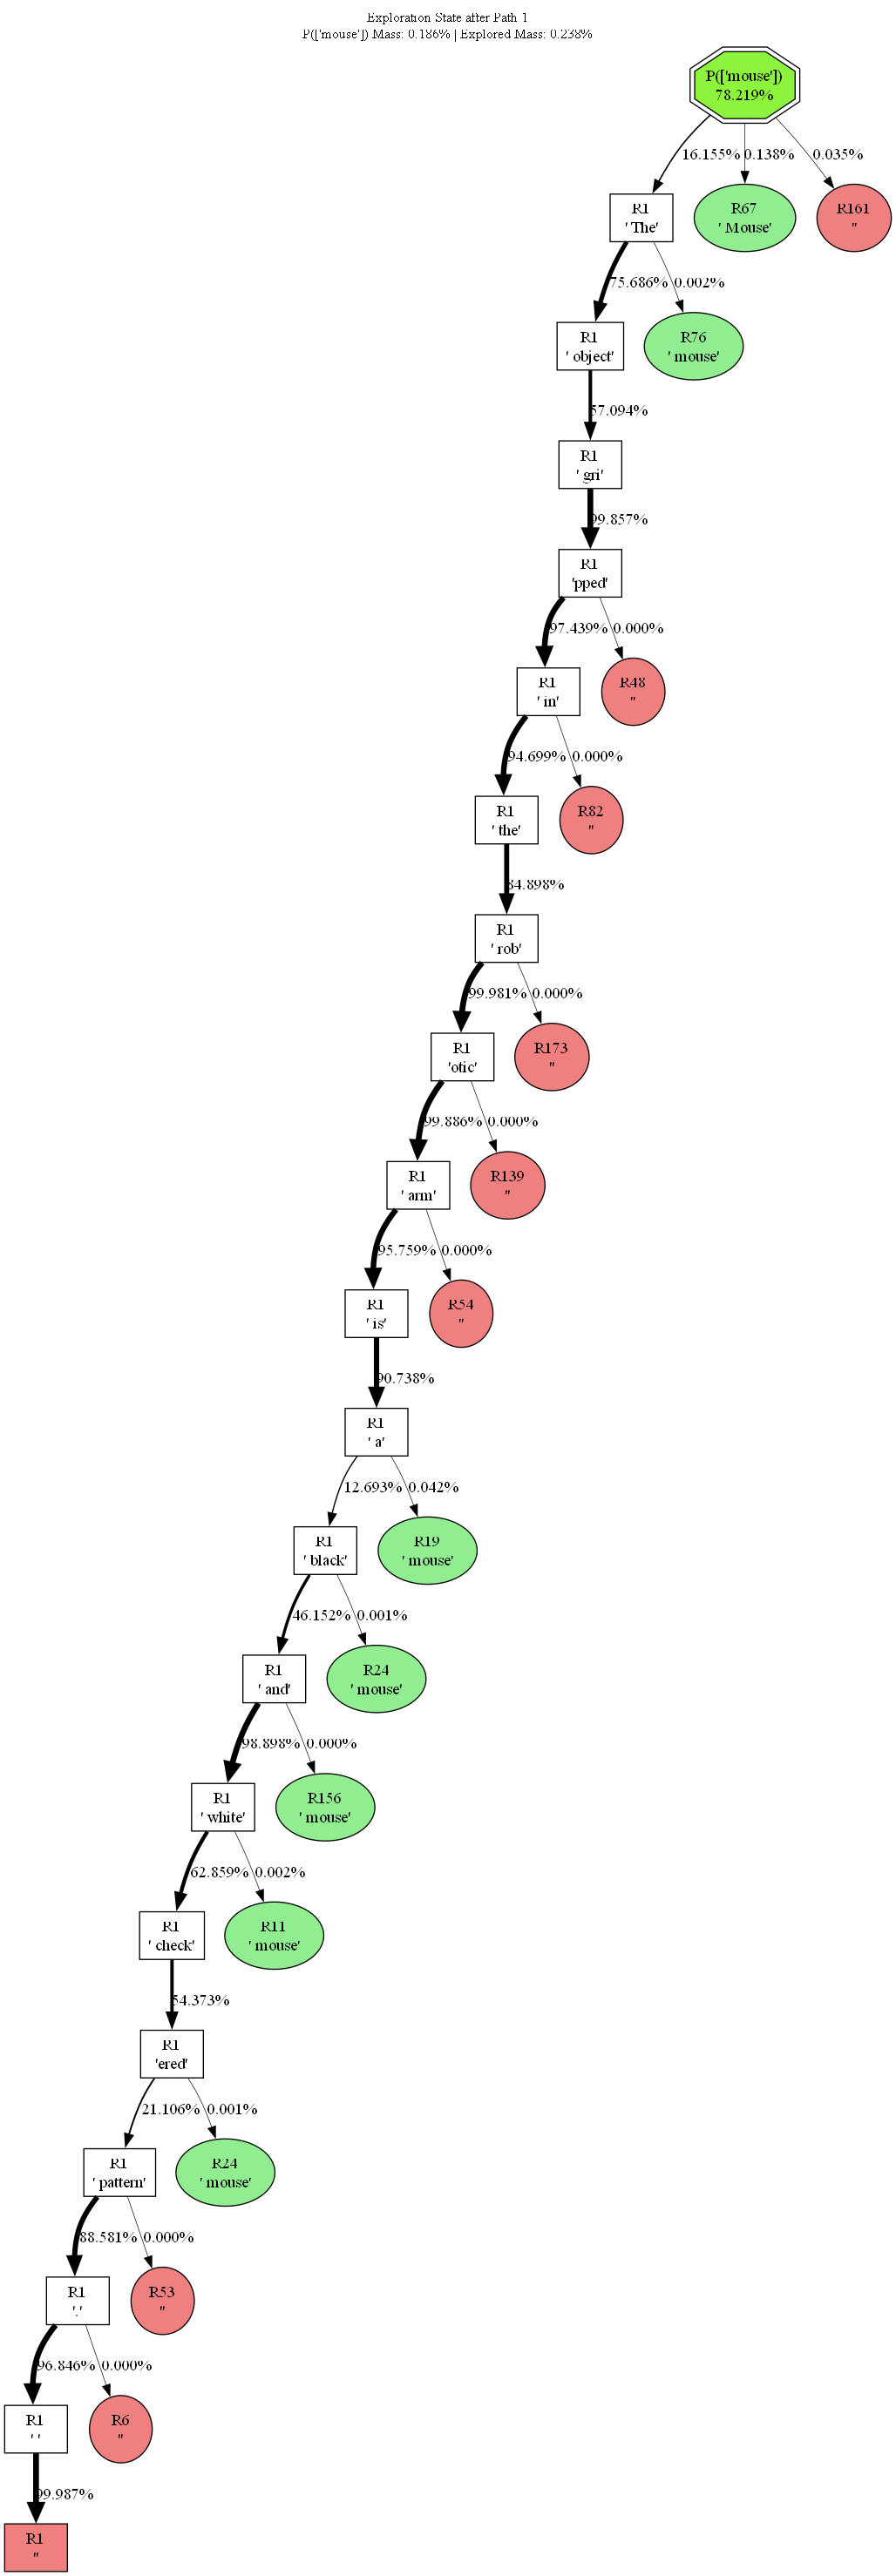 Exploration State after Path 1
P(['mouse']) Mass: 0.186% | Explored Mass: 0.238%
P(['mouse'])
78.219%
16.155% 0.138% 0.035%
R1
' The'
R67
' Mouse'
R161
''
75.686% 0.002%
R1
' object'
R76
' mouse'
57.094%
R1
' gri'
99.857%
R1
'pped'
97.439% 0.000%
R1
' in'
R48
''
94.699% 0.000%
R1
' the'
R82
''
84.898%
R1
' rob'
99.981% 0.000%
R1
'otic'
R173
''
99.886% 0.000%
R1
' arm'
R139
''
95.759% 0.000%
R1
' is'
R54
''
90.738%
R1
' a'
12.693% 0.042%
R1
' black'
R19
' mouse'
46.152% 0.001%
R1
' and'
R24
' mouse'
98.898% 0.000%
R1
' white'
R156
' mouse'
62.859% 0.002%
R1
' check'
R11
' mouse'
54.373%
R1
'ered'
21.106% 0.001%
R1
' pattern'
R24
' mouse'
88.581% 0.000%
R1
'.'
R53
''
96.846% 0.000%
R1
' '
R6
''
99.987%
R1
''